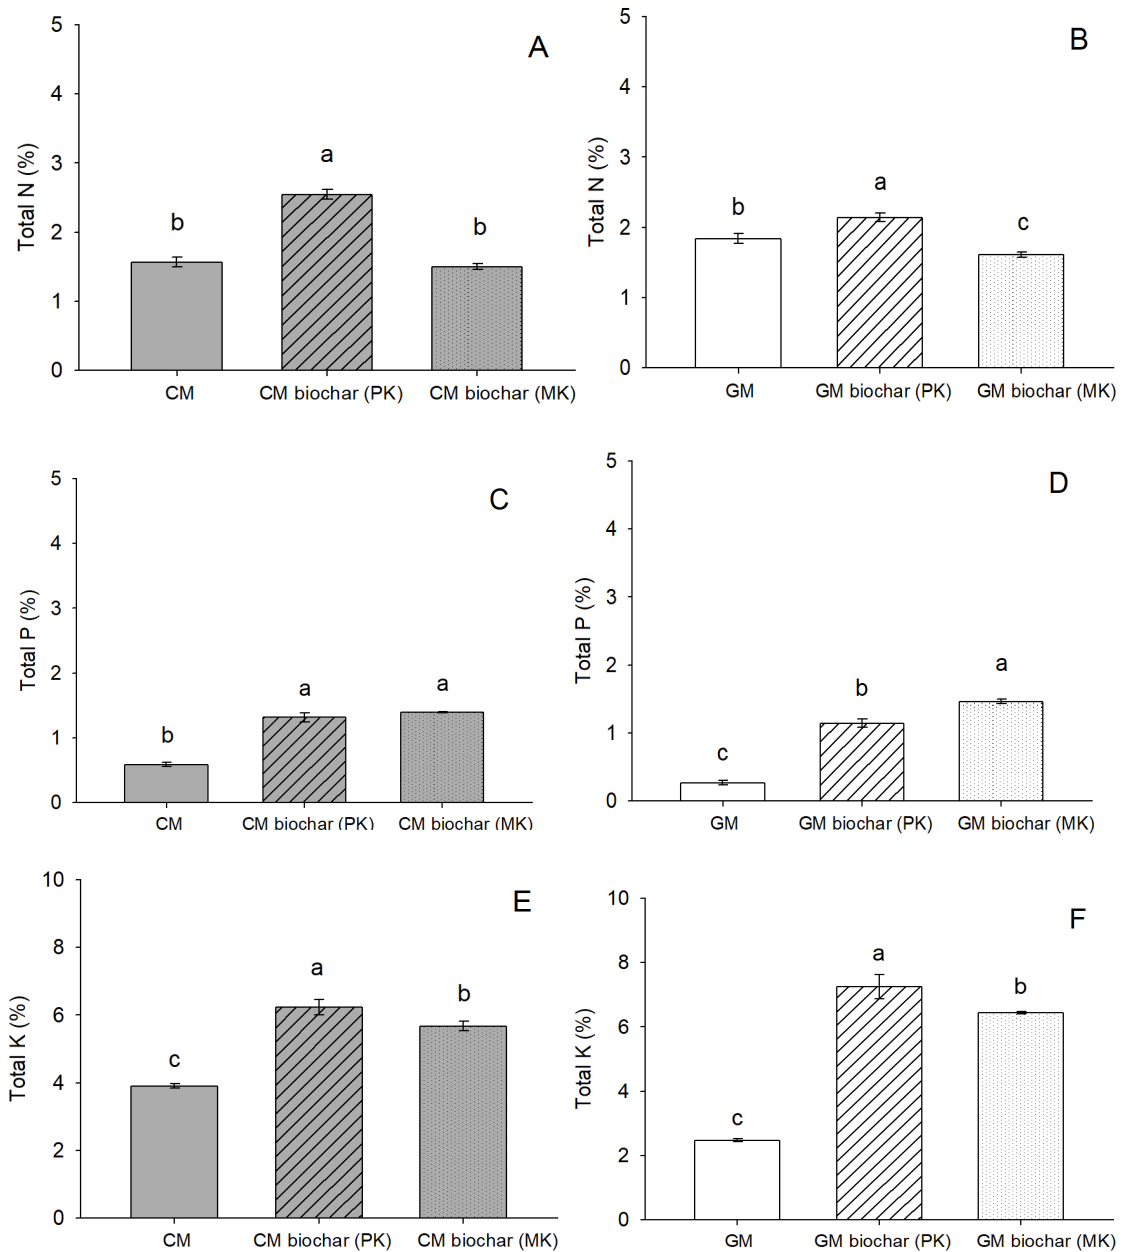 A
Total N (%)
5
4
3
2
1
0
b
a
b
CM
CM biochar (PK)
CM biochar (MK)
B
Total N (%)
5
4
3
2
1
0
b
a
c
GM
GM biochar (PK)
GM biochar (MK)
C
Total P (%)
5
4
3
2
1
0
b
a
a
CM
CM biochar (PK)
CM biochar (MK)
D
Total P (%)
5
4
3
2
1
0
c
b
a
GM
GM biochar (PK)
GM biochar (MK)
E
Total K (%)
10
8
6
4
2
0
c
a
b
CM
CM biochar (PK)
CM biochar (MK)
F
Total K (%)
10
8
6
4
2
0
c
a
b
GM
GM biochar (PK)
GM biochar (MK)